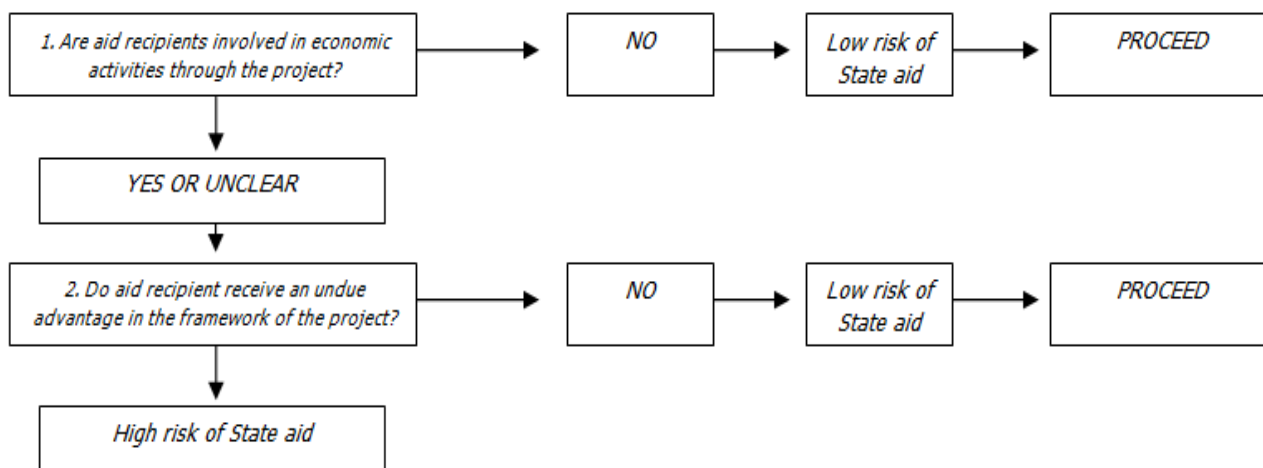 1. Are aid recipients involved in economic
activities through the project?
NO
Low risk of
State aid
PROCEED
YES OR UNCLEAR
2. Do aid recipient receive an undue
advantage in the framework of the project?
NO
Low risk of
State aid
PROCEED
High risk of State aid